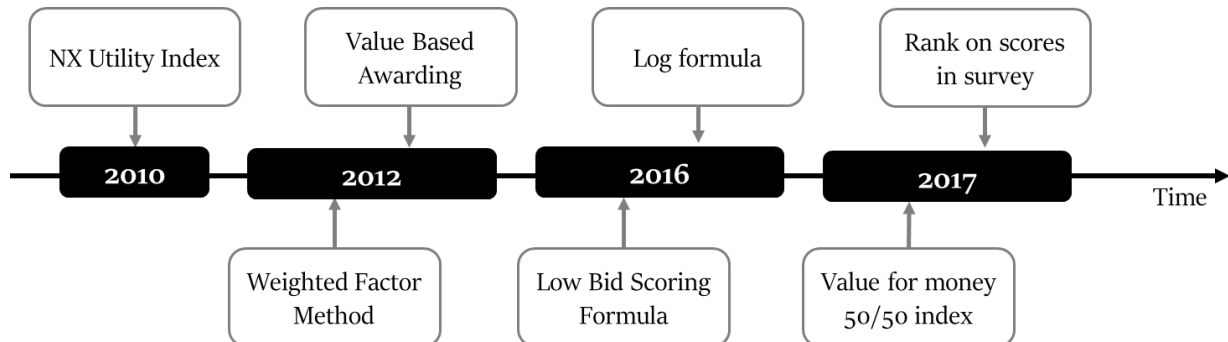 NX Utility Index
Value Based
Awarding
Log formula
Rank on scores
in survey
2010
2012
2016
2017
Time
Weighted Factor
Method
Low Bid Scoring
Formula
Value for money
50/50 index